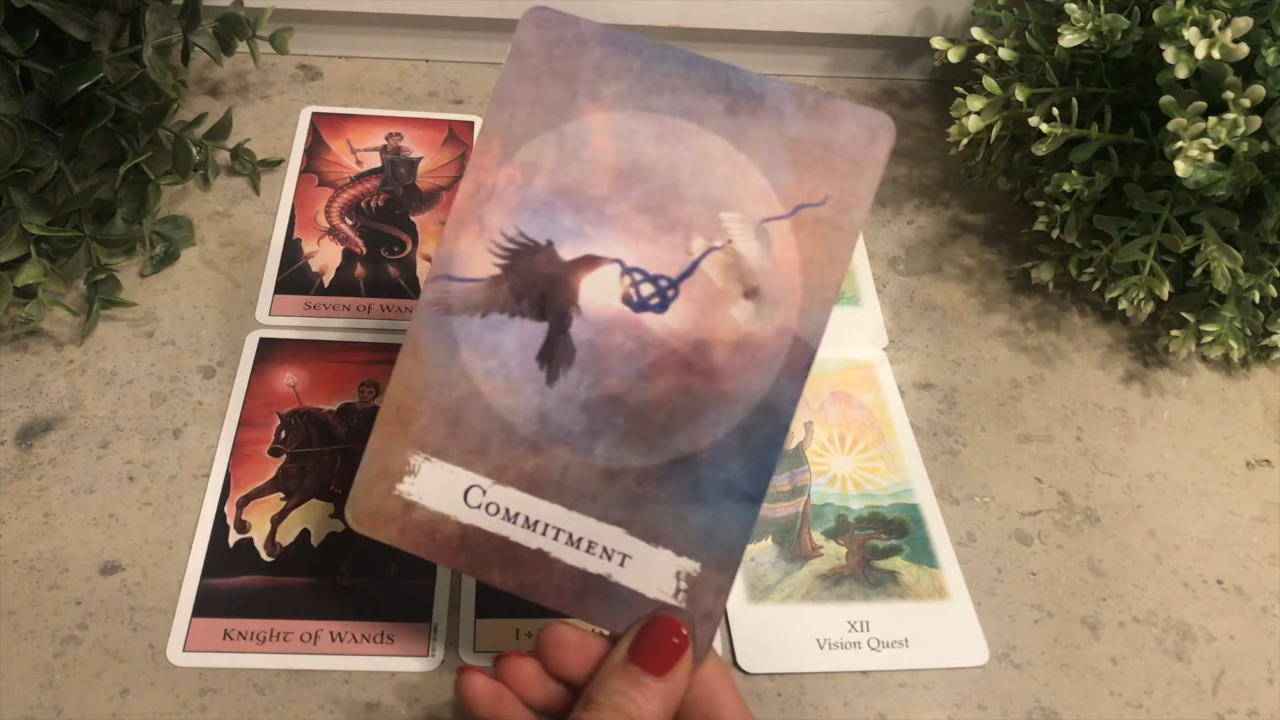 SEVEN OF WAN
COMMITMENT
KNIGHT OF WANDS
I
XII
Vision Quest